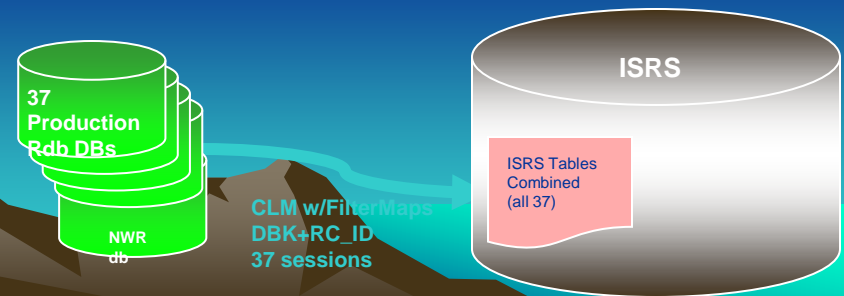 37
Production
Rdb DBs
NWR
db
CLM w/FilterMaps
DBK+RC_ID
37 sessions
ISRS
ISRS Tables
Combined
(all 37)